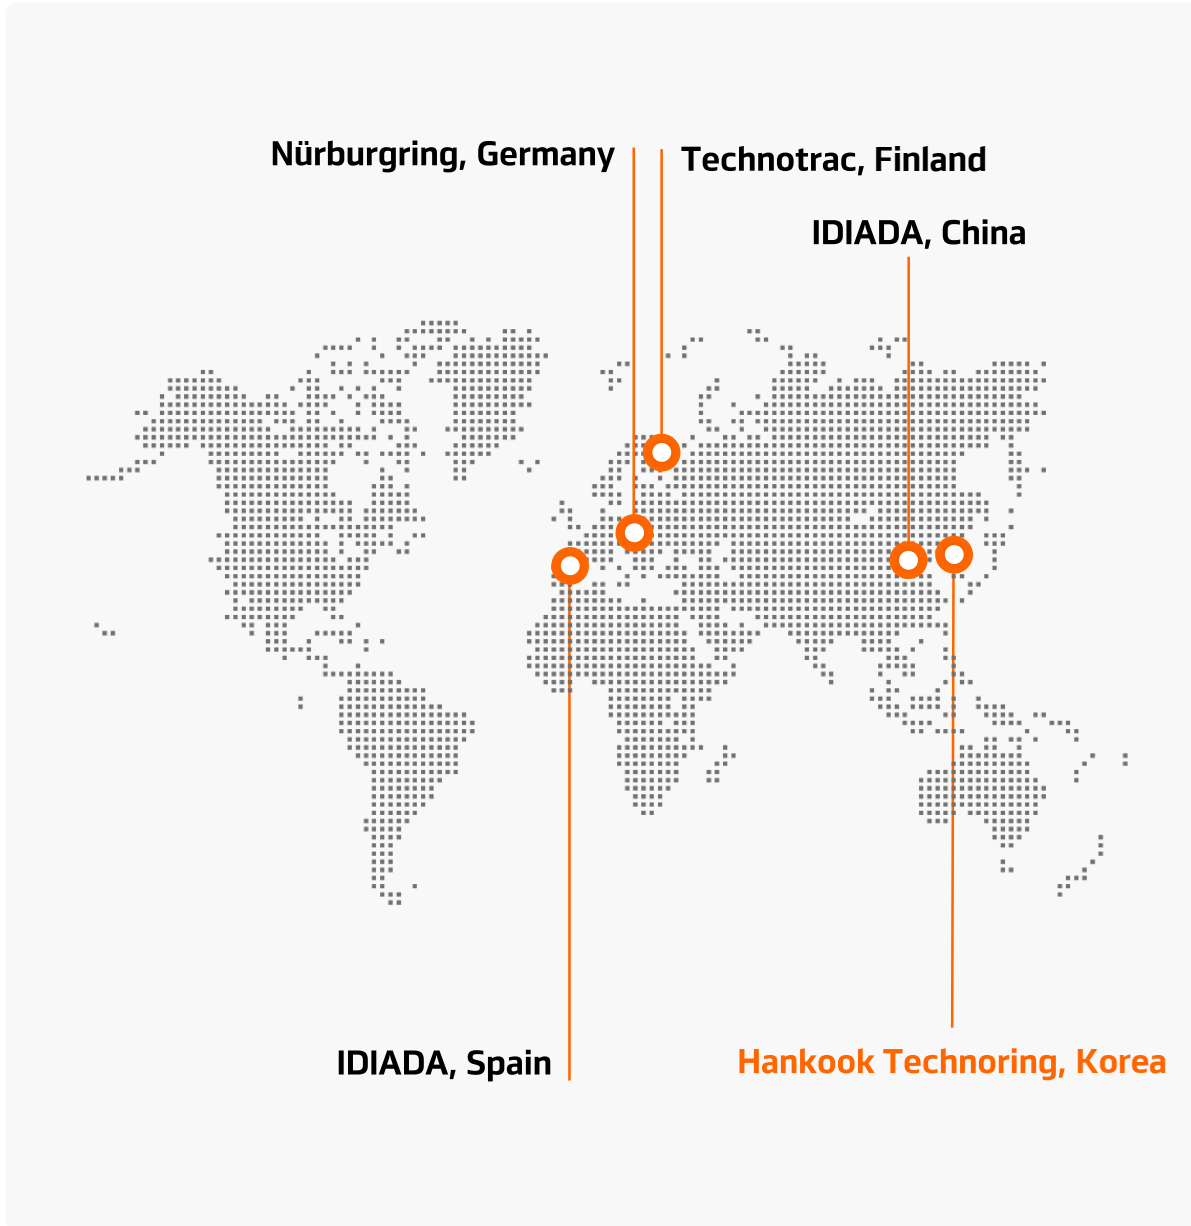 Nürburgring, Germany
Technotrac, Finland
IDIADA, China
IDIADA, Spain
Hankook Technoring, Korea